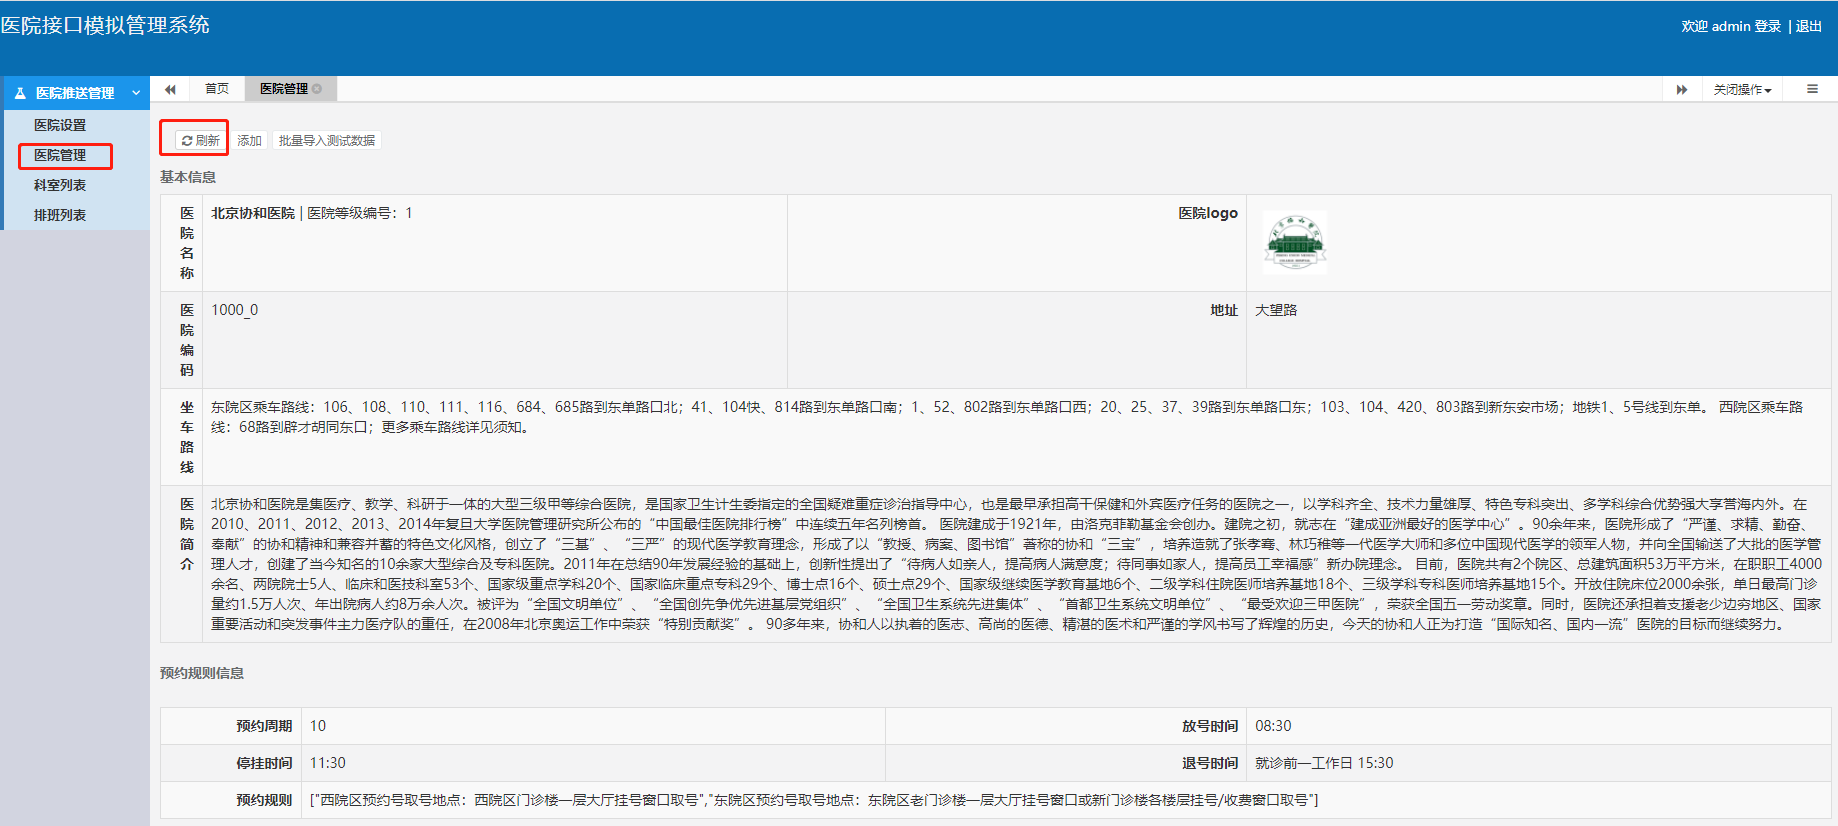 医院接口模拟管理系统
欢迎 admin 登录 | 退出
医院推送管理
医院设置
医院管理
科室列表
排班列表
首页
医院管理
关闭操作
刷新 添加 批量导入测试数据
基本信息
医院名称 北京协和医院 | 医院等级编号：1 医院logo
医院编码 1000_0 地址 大望路
坐车路线
东院区乘车路线：106、108、110、111、116、684、685路到东单路口北；41、104快、814路到东单路口南；1、52、802路到东单路口西；20、25、37、39路到东单路口东；103、104、420、803路到新东安市场；地铁1、5号线到东单。 西院区乘车路
线：68路到辟才胡同东口；更多乘车路线详见须知。
医院简介
北京协和医院是集医疗、教学、科研于一体的大型三级甲等综合医院，是国家卫生计生委指定的全国疑难重症诊治指导中心，也是最早承担高干保健和外宾医疗任务的医院之一，以学科齐全、技术力量雄厚、特色专科突出、多学科综合优势强大享誉海内外。在
2010、2011、2012、2013、2014年复旦大学医院管理研究所公布的“中国最佳医院排行榜”中连续五年名列榜首。 医院建成于1921年，由洛克菲勒基金会创办。建院之初，就志在“建成亚洲最好的医学中心”。90余年来，医院形成了“严谨、求精、勤奋、
奉献”的协和精神和兼容并蓄的特色文化风格，创立了“三基”、“三严”的现代医学教育理念，形成了以“教授、病案、图书馆”著称的协和“三宝”，培养造就了张孝骞、林巧稚等一代医学大师和多位中国现代医学的领军人物，并向全国输送了大批的医学管
理人才，创建了当今知名的10余家大型综合及专科医院。2011年在总结90年发展经验的基础上，创新性提出了“待病人如亲人，提高病人满意度；待同事如家人，提高员工幸福感”新办院理念。 目前，医院共有2个院区、总建筑面积53万平方米，在职职工4000
余名、两院院士5人、临床和医技科室53个、国家级重点学科20个、国家临床重点专科29个、博士点16个、硕士点29个、国家级继续医学教育基地6个、二级学科住院医师培养基地18个、三级学科专科医师培养基地15个。开放住院床位2000余张，单日最高门诊
量约1.5万人次、年出院病人约8万余人次。被评为“全国文明单位”、“全国创先争优先进基层党组织”、“全国卫生系统先进集体”、“首都卫生系统文明单位”、“最受欢迎三甲医院”，荣获全国五一劳动奖章。同时，医院还承担着支援老少边穷地区、国家
重要活动和突发事件主力医疗队的重任，在2008年北京奥运工作中荣获“特别贡献奖”。 90多年来，协和人以执着的医志、高尚的医德、精湛的医术和严谨的学风书写了辉煌的历史，今天的协和人正为打造“国际知名、国内一流”医院的目标而继续努力。
预约规则信息
预约周期 10 放号时间 08:30
停挂时间 11:30 退号时间 就诊前一工作日 15:30
预约规则 ["西院区预约号取号地点：西院区门诊楼一层大厅挂号窗口取号","东院区预约号取号地点：东院区老门诊楼一层大厅挂号窗口或新门诊楼各楼层挂号/收费窗口取号"]